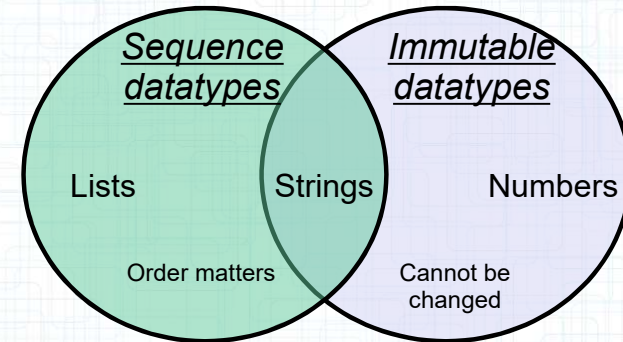 Sequence
datatypes
Immutable
datatypes
Lists
Strings
Numbers
Order matters
Cannot be
changed